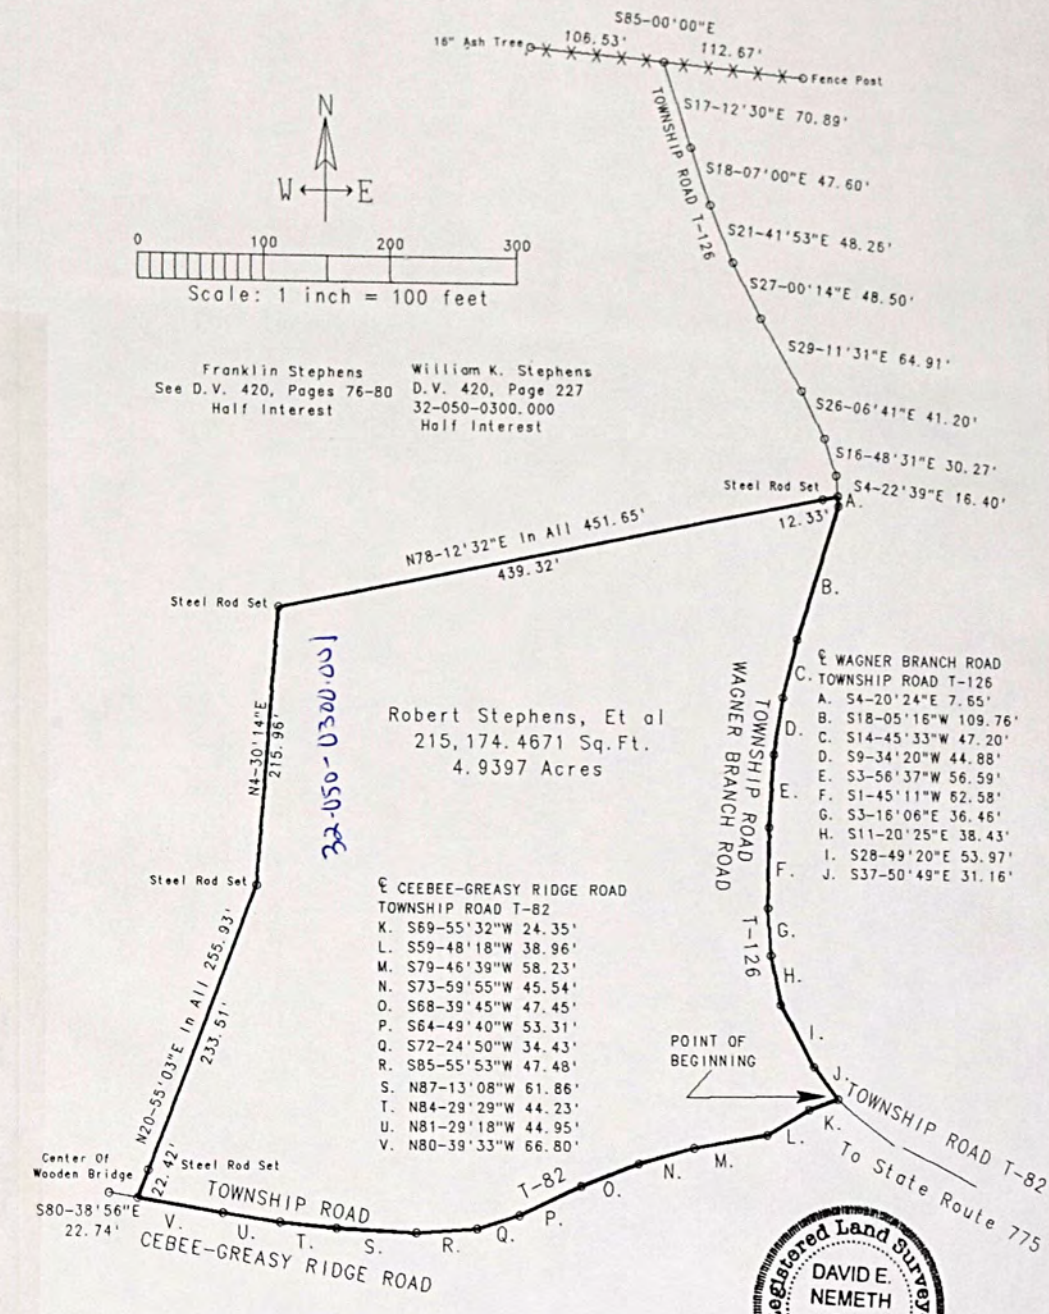 S85-00'00"E
106.53'
112.67'
16" Ash Tree
Fence Post
S17-12'30"E 70.89'
TOWNSHIP ROAD T-126
S18-07'00"E 47.60'
S21-41'53"E 48.26'
S27-00'14"E 48.50'
S29-11'31"E 64.91'
S26-06'41"E 41.20'
S16-48'31"E 30.27'
S4-22'39"E 16.40'
N
W E
0 100 200 300
Scale: 1 inch = 100 feet
Franklin Stephens
See D.V. 420, Pages 76-80
Half Interest
William K. Stephens
D.V. 420, Page 227
32-050-0300.000
Half Interest
Steel Rod Set
A.
12.33'
N78-12'32"E In All 451.65'
439.32'
Steel Rod Set
B.
C.
D.
E.
F.
G.
H.
I.
J.
N4-30'14"E
215.96'
32-050-0300.001
Robert Stephens, Et al
215,174.4671 Sq.Ft.
4.9397 Acres
TOWNSHIP ROAD T-126
WAGNER BRANCH ROAD
℄ WAGNER BRANCH ROAD
TOWNSHIP ROAD T-126
A. S4-20'24"E 7.65'
B. S18-05'16"W 109.76'
C. S14-45'33"W 47.20'
D. S9-34'20"W 44.88'
E. S3-56'37"W 56.59'
F. S1-45'11"W 62.58'
G. S3-16'06"E 36.46'
H. S11-20'25"E 38.43'
I. S28-49'20"E 53.97'
J. S37-50'49"E 31.16'
Steel Rod Set
℄ CEEBEE-GREASY RIDGE ROAD
TOWNSHIP ROAD T-82
K. S69-55'32"W 24.35'
L. S59-48'18"W 38.96'
M. S79-46'39"W 58.23'
N. S73-59'55"W 45.54'
O. S68-39'45"W 47.45'
P. S64-49'40"W 53.31'
Q. S72-24'50"W 34.43'
R. S85-55'53"W 47.48'
S. N87-13'08"W 61.86'
T. N84-29'29"W 44.23'
U. N81-29'18"W 44.95'
V. N80-39'33"W 66.80'
N20-55'03"E In All 255.93'
233.51'
22.42'
POINT OF
BEGINNING
TOWNSHIP ROAD T-82
To State Route 775
Center Of
Wooden Bridge
Steel Rod Set
S80-38'56"E
22.74'
TOWNSHIP ROAD T-82
CEBEE-GREASY RIDGE ROAD
V. U. T. S. R. Q. P. O. N. M. L. K.
Registered Land Survey
DAVID E.
NEMETH